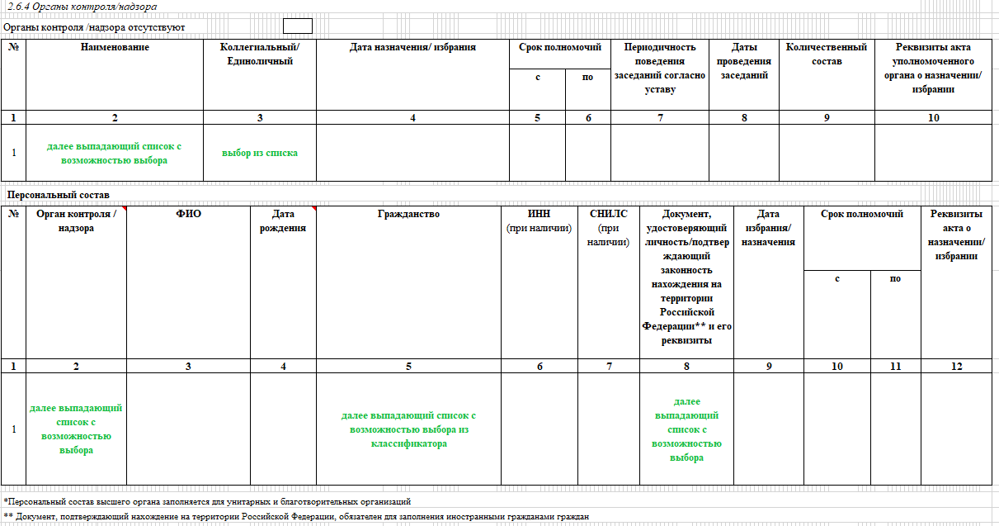 2.6.4 Органы контроля/надзора
Органы контроля /надзора отсутствуют
№
Наименование
Коллегиальный/
Единоличный
Дата назначения/ избрания
Срок полномочий
с
по
Периодичность
поведения
заседаний согласно
уставу
Даты
проведения
заседаний
Количественный
состав
Реквизиты акта
уполномоченного
органа о назначении/
избрании
1 2 3 4 5 6 7 8 9 10
1
далее выпадающий список с
возможностью выбора
выбор из списка
Персональный состав
№
Орган контроля /
надзора
ФИО
Дата
рождения
Гражданство
ИНН
(при наличии)
СНИЛС
(при
наличии)
Документ,
удостоверяющий
личность/подтвер
ждающий
законность
нахождения на
территории
Российской
Федерации** и его
реквизиты
Дата
избрания/
назначения
Срок полномочий
с
по
Реквизиты
акта о
назначении/
избрании
1 2 3 4 5 6 7 8 9 10 11 12
1
далее выпадающий
список с
возможностью
выбора
далее выпадающий список с
возможностью выбора из
классификатора
далее
выпадающий
список с
возможностью
выбора
*Персональный состав высшего органа заполняется для унитарных и благотворительных организаций
** Документ, подтверждающий нахождение на территории Российской Федерации, обязателен для заполнения иностранными гражданами граждан